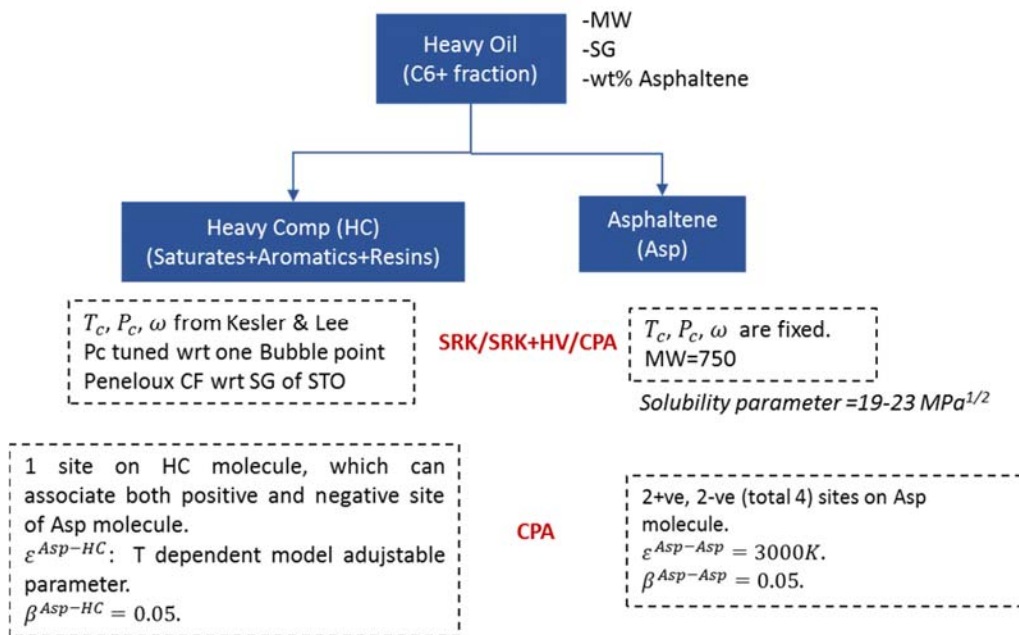 Heavy Oil
(C6+ fraction)
-MW
-SG
-wt% Asphaltene
Heavy Comp (HC)
(Saturates+Aromatics+Resins)
Asphaltene
(Asp)
T_c, P_c, ω from Kesler & Lee
Pc tuned wrt one Bubble point
Peneloux CF wrt SG of STO
SRK/SRK+HV/CPA
T_c, P_c, ω are fixed.
MW=750
Solubility parameter =19-23 MPa^{1/2}
1 site on HC molecule, which can
associate both positive and negative site
of Asp molecule.
ε^{Asp−HC}: T dependent model adujstable
parameter.
β^{Asp−HC} = 0.05.
CPA
2+ve, 2-ve (total 4) sites on Asp
molecule.
ε^{Asp−Asp} = 3000K.
β^{Asp−Asp} = 0.05.